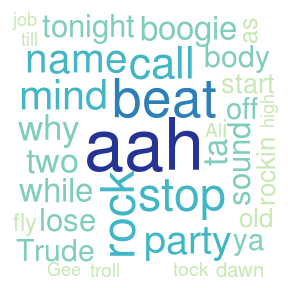 job
till
tonight
boogie
as
name
call
body
mind
beat
start
high
why
aah
tai
Ali
off
rockin
two
sound
while
rock
stop
fly
lose
old
Trude
party
ya
Gee
troll
tock
dawn